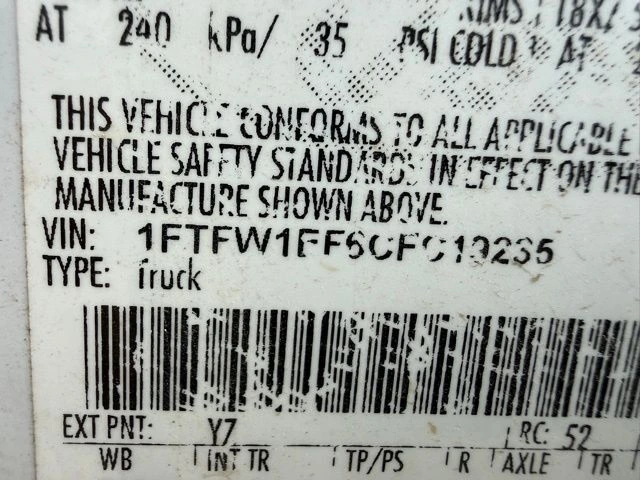 AT 240 kPa/ 35 PSI COLD AT
THIS VEHICLE CONFORMS TO ALL APPLICABLE
VEHICLE SAFETY STANDARDS IN EFFECT ON THE
MANUFACTURE SHOWN ABOVE.
VIN:
TYPE: Truck
EXT PNT: Y7 RC: 52
WB INT TR TP/PS R AXLE TR